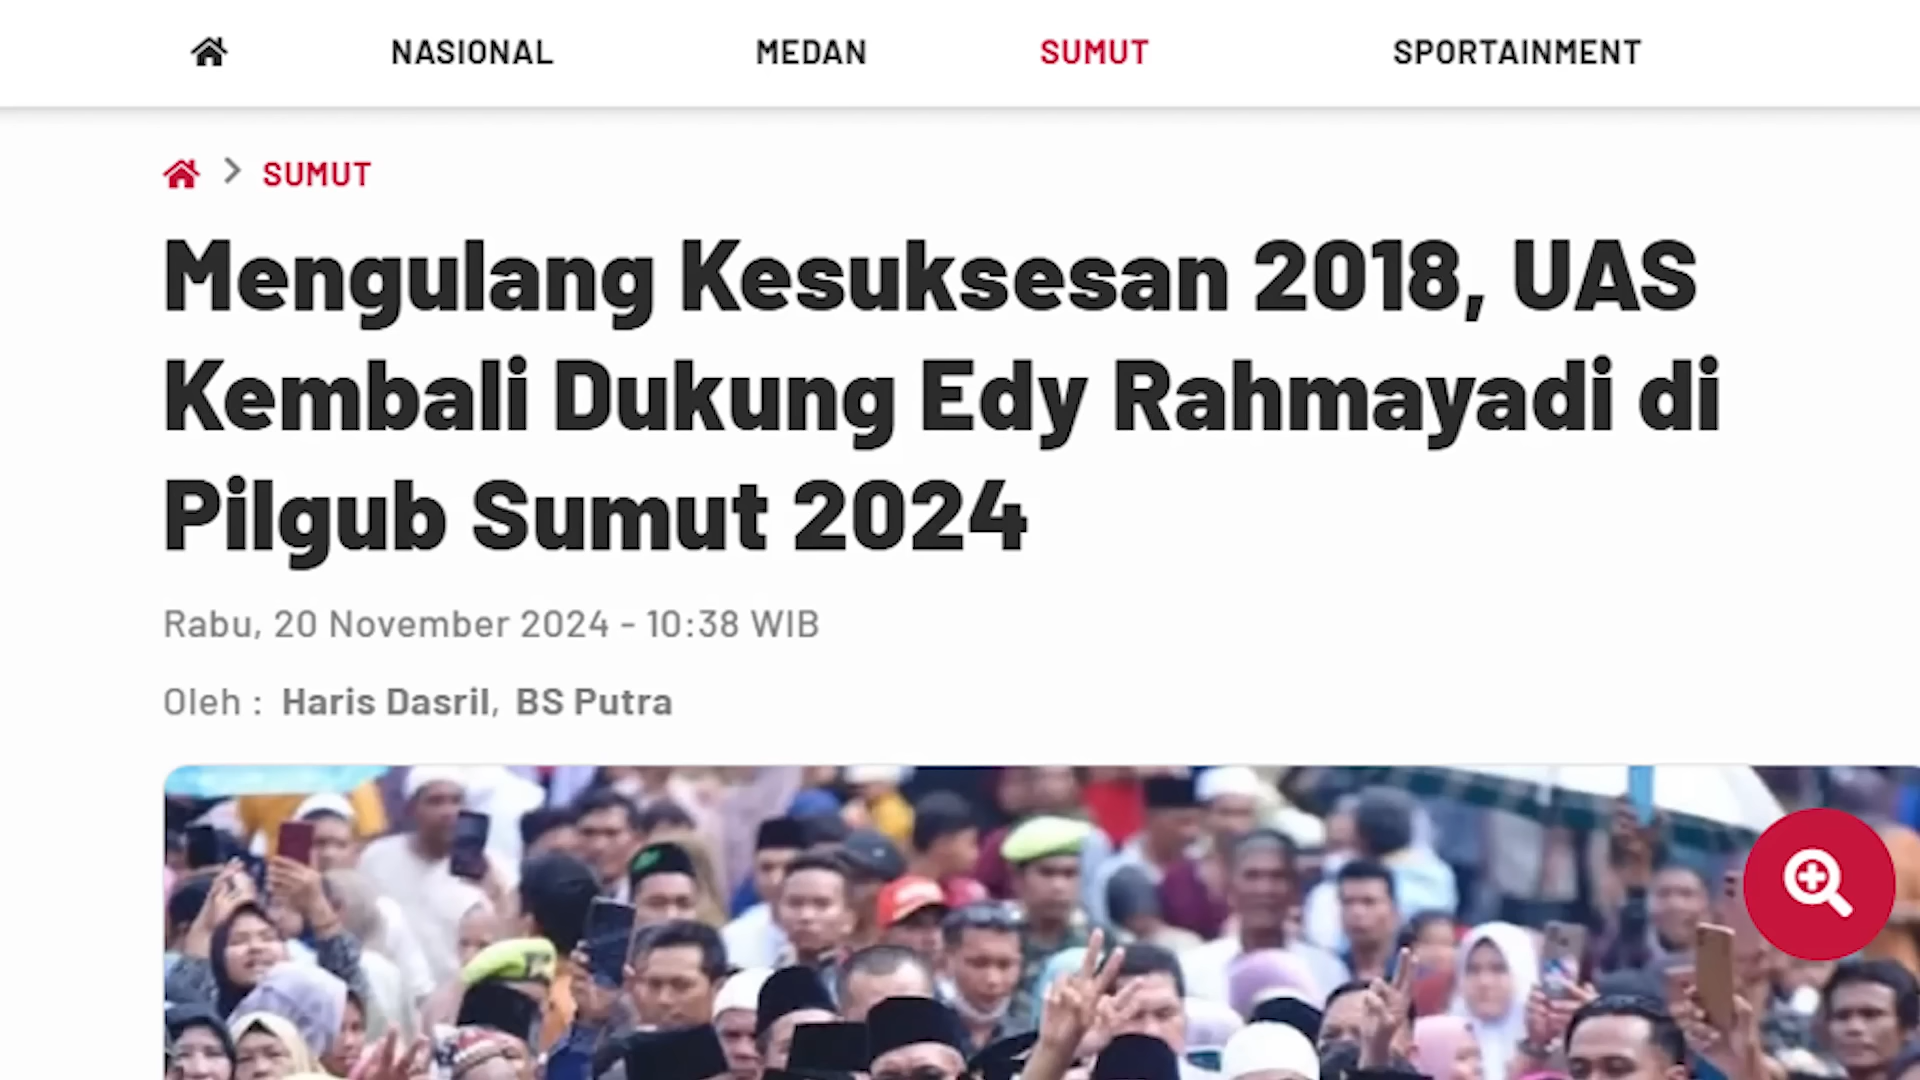 NASIONAL MEDAN SUMUT SPORTAINMENT
SUMUT
Mengulang Kesuksesan 2018, UAS
Kembali Dukung Edy Rahmayadi di
Pilgub Sumut 2024
Rabu, 20 November 2024 - 10:38 WIB
Oleh : Haris Dasril, BS Putra